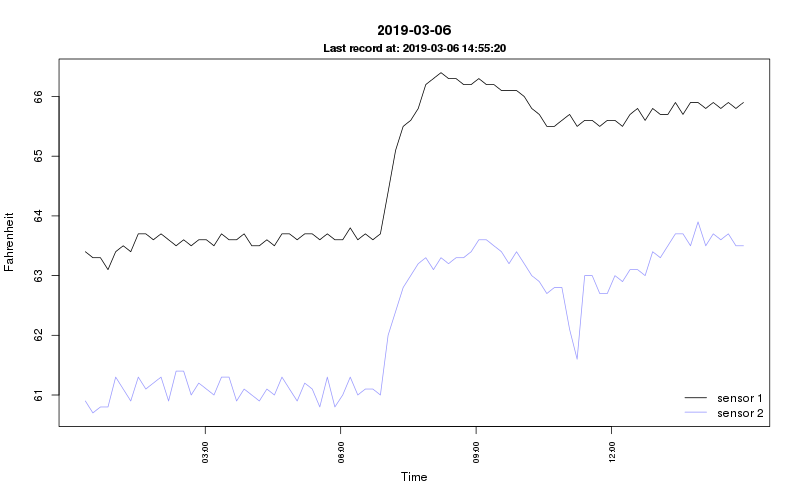 2019-03-06
Last record at: 2019-03-06 14:55:20
66
65
64
63
62
61
Fahrenheit
sensor 1
sensor 2
03:00 06:00 09:00 12:00
Time